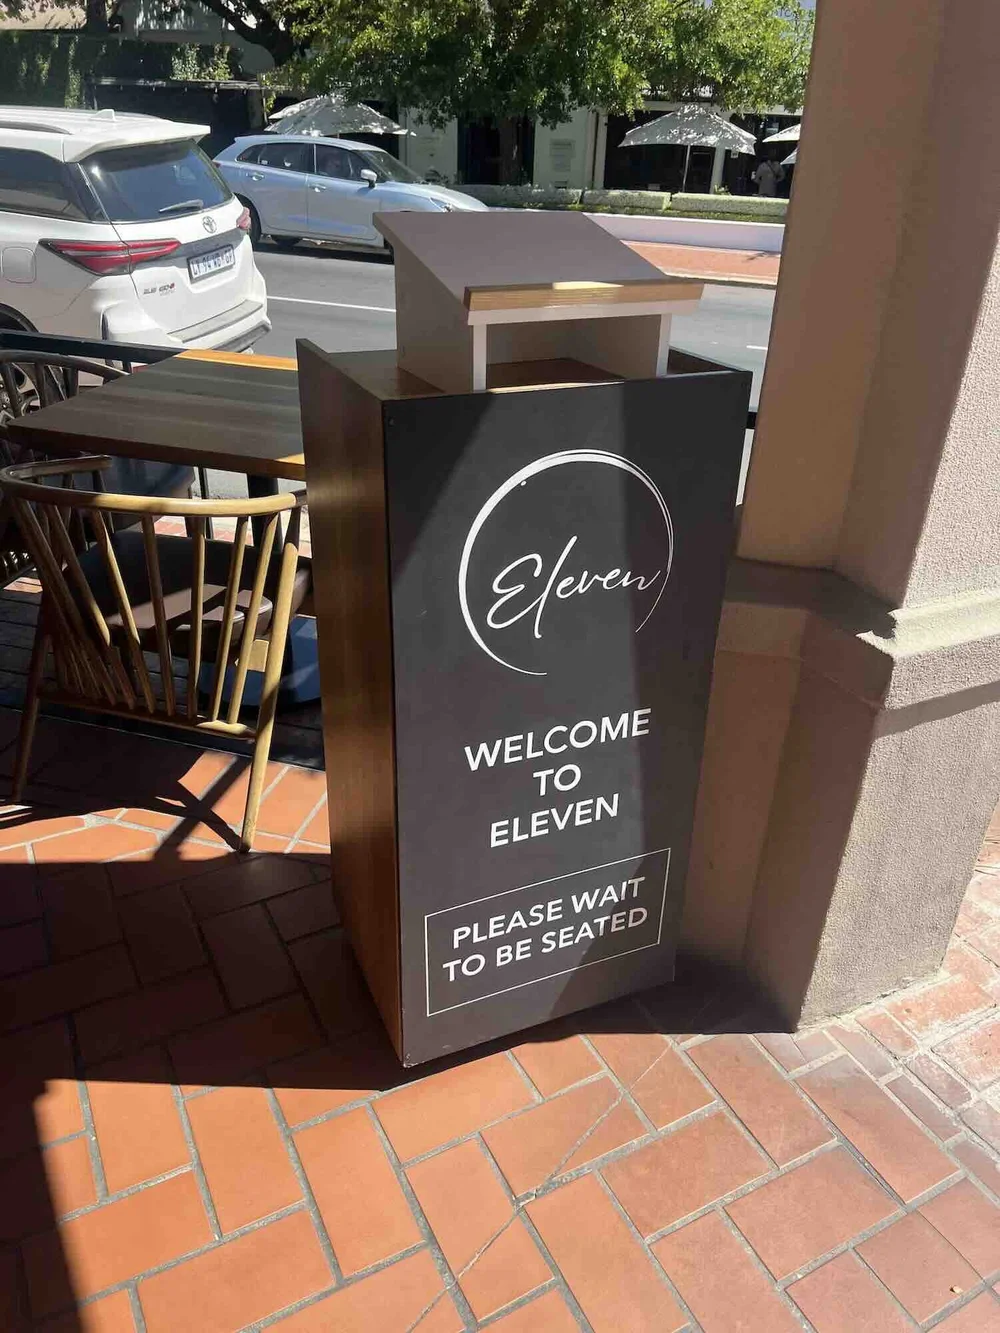 Eleven
WELCOME
TO
ELEVEN
PLEASE WAIT
TO BE SEATED